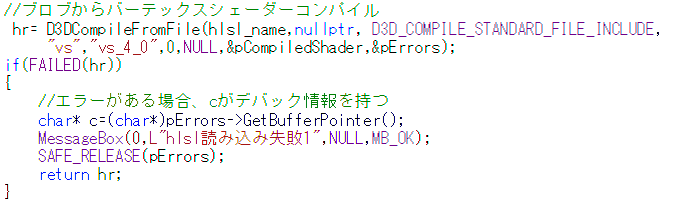 //ブロブからバーテックスシェーダーコンパイル
hr= D3DCompileFromFile(hlsl_name,nullptr, D3D_COMPILE_STANDARD_FILE_INCLUDE,
"vs","vs_4_0",0,NULL,&pCompiledShader,&pErrors);
if(FAILED(hr))
{
//エラーがある場合、cがデバック情報を持つ
char* c=(char*)pErrors->GetBufferPointer();
MessageBox(0,L"hlsl読み込み失敗1",NULL,MB_OK);
SAFE_RELEASE(pErrors);
return hr;
}